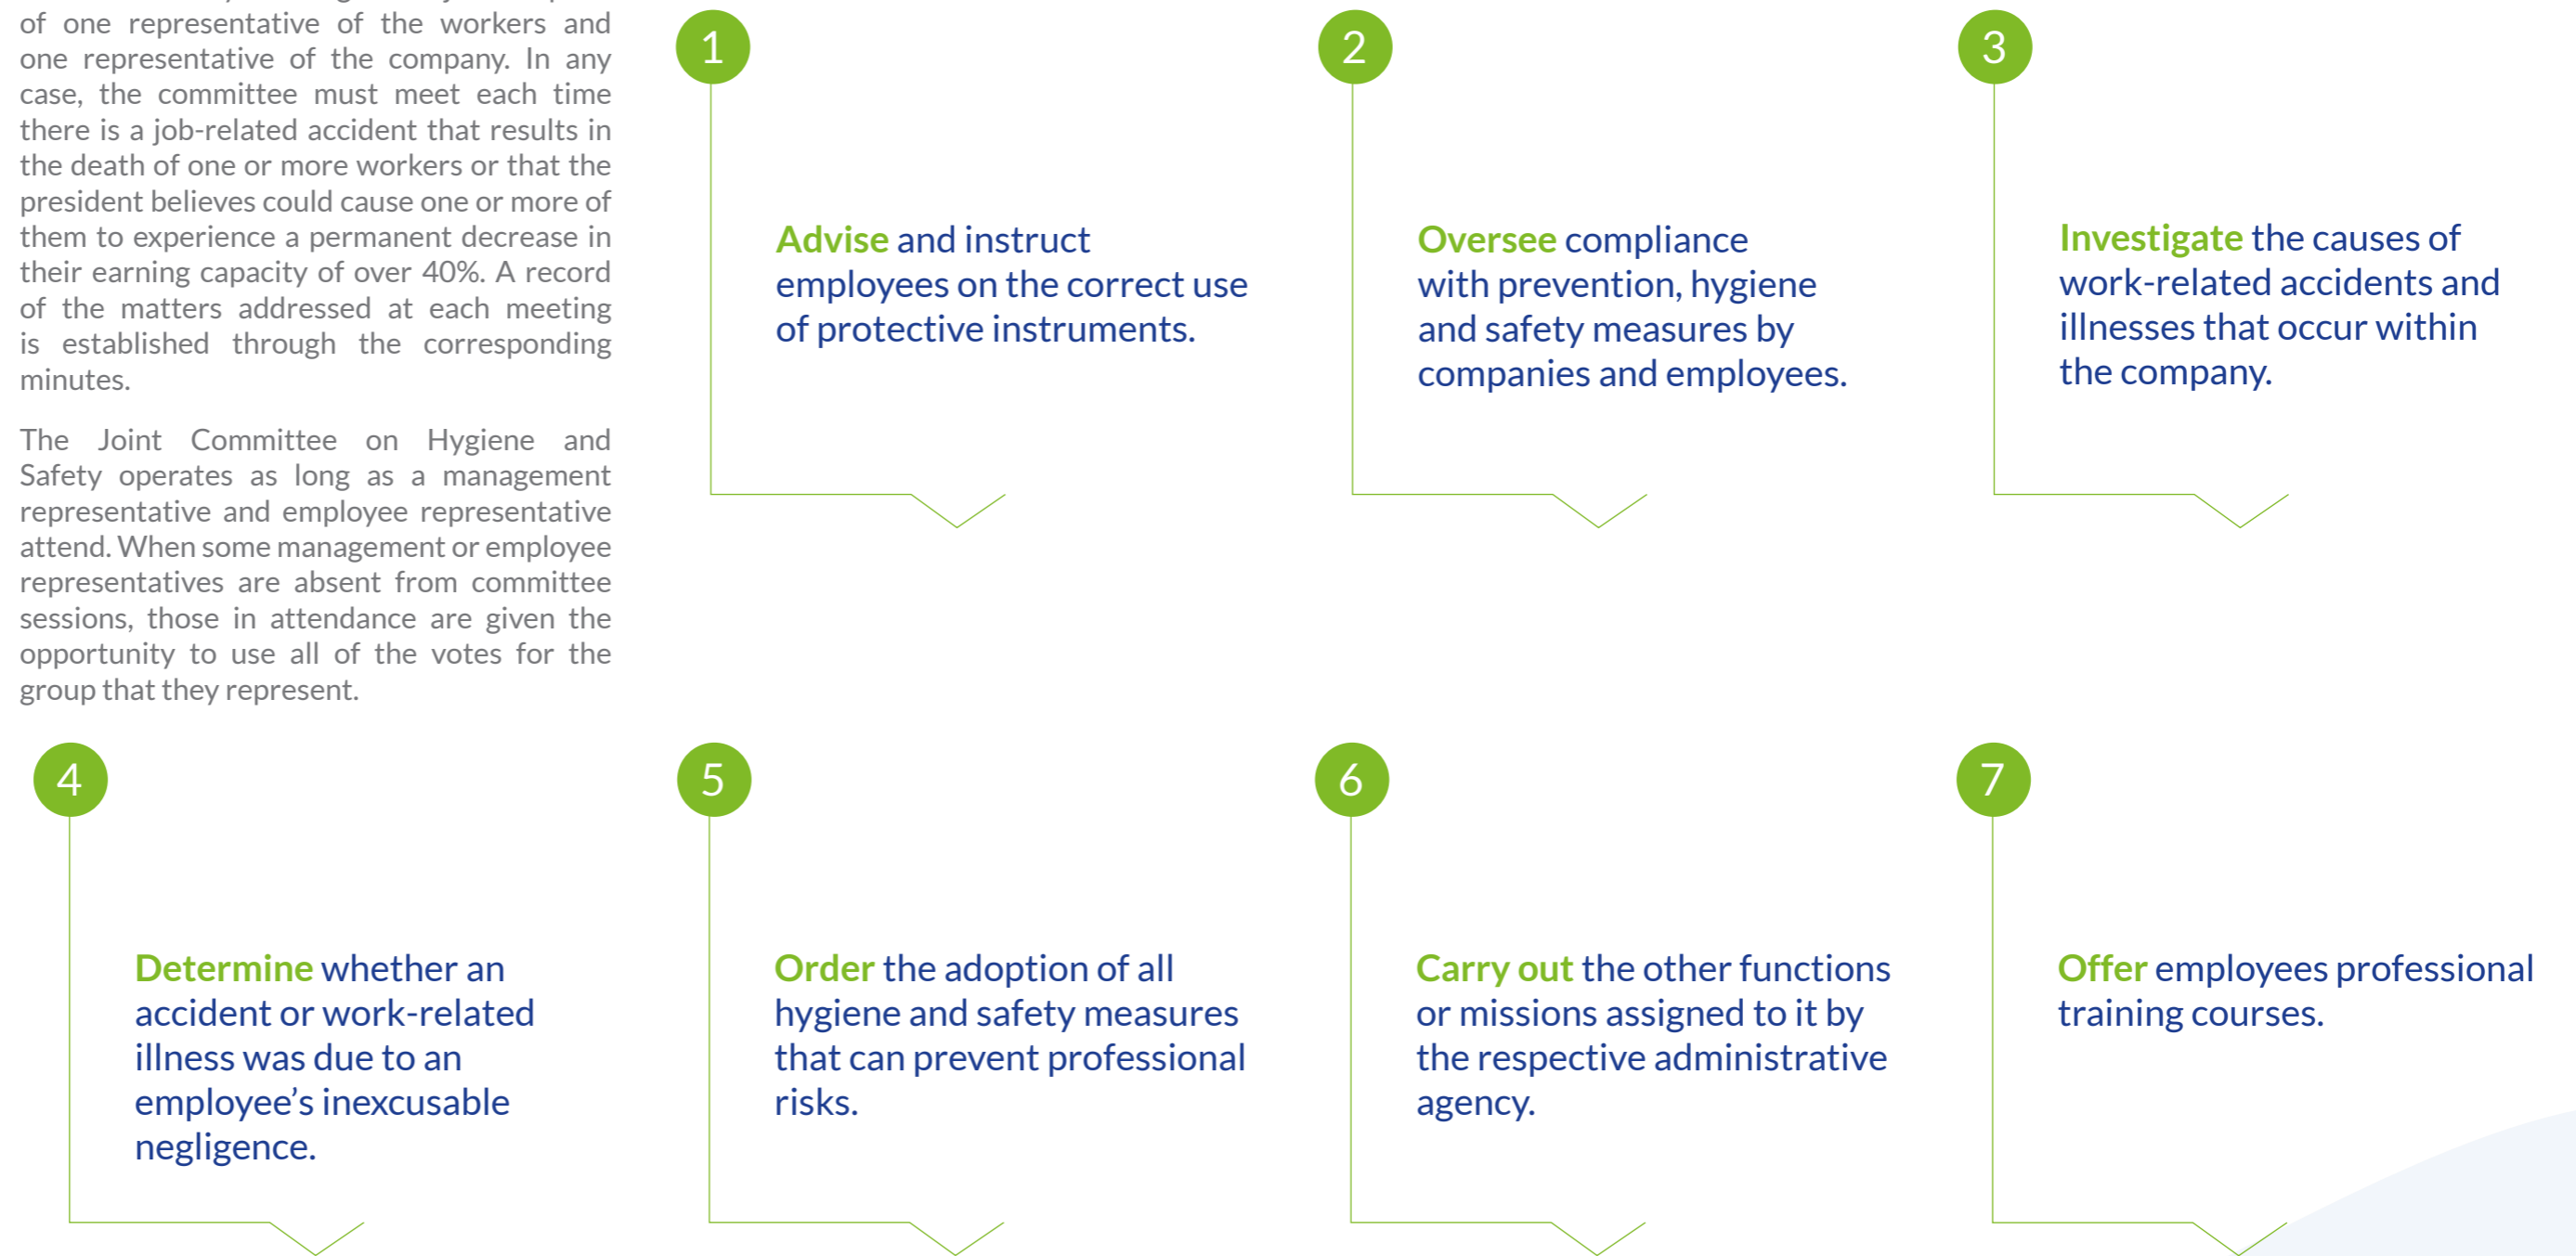 of one representative of the workers and
one representative of the company. In any
case, the committee must meet each time
there is a job-related accident that results in
the death of one or more workers or that the
president believes could cause one or more of
them to experience a permanent decrease in
their earning capacity of over 40%. A record
of the matters addressed at each meeting
is established through the corresponding
minutes.
The Joint Committee on Hygiene and
Safety operates as long as a management
representative and employee representative
attend. When some management or employee
representatives are absent from committee
sessions, those in attendance are given the
opportunity to use all of the votes for the
group that they represent.
1
Advise and instruct
employees on the correct use
of protective instruments.
2
Oversee compliance
with prevention, hygiene
and safety measures by
companies and employees.
3
Investigate the causes of
work-related accidents and
illnesses that occur within
the company.
4
Determine whether an
accident or work-related
illness was due to an
employee’s inexcusable
negligence.
5
Order the adoption of all
hygiene and safety measures
that can prevent professional
risks.
6
Carry out the other functions
or missions assigned to it by
the respective administrative
agency.
7
Offer employees professional
training courses.